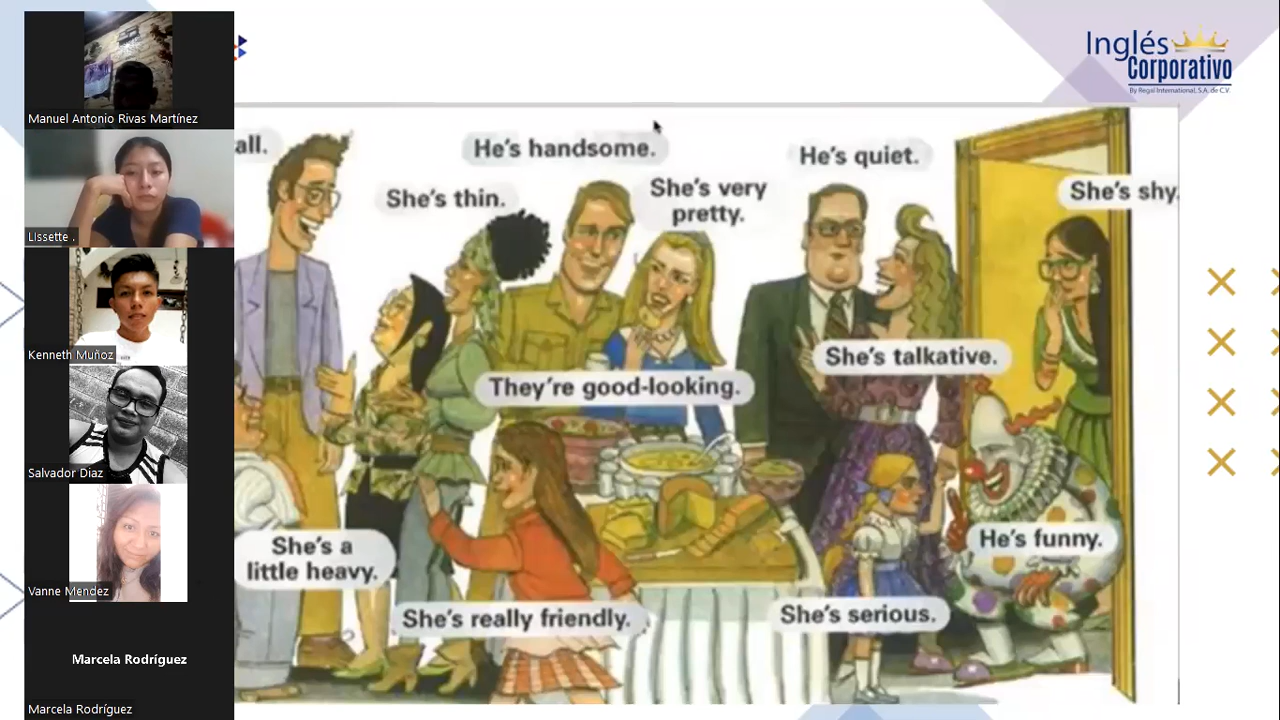 Manuel Antonio Rivas Martínez
Lissette .
Kenneth Muñoz
Salvador Diaz
Vanne Mendez
Marcela Rodríguez
Marcela Rodríguez
Inglés
Corporativo
By Regal International, S.A. de C.V.
all.
He's handsome.
He's quiet.
She's thin.
She's very
pretty.
She's shy.
They're good-looking.
She's talkative.
She's a
little heavy.
He's funny.
She's really friendly.
She's serious.